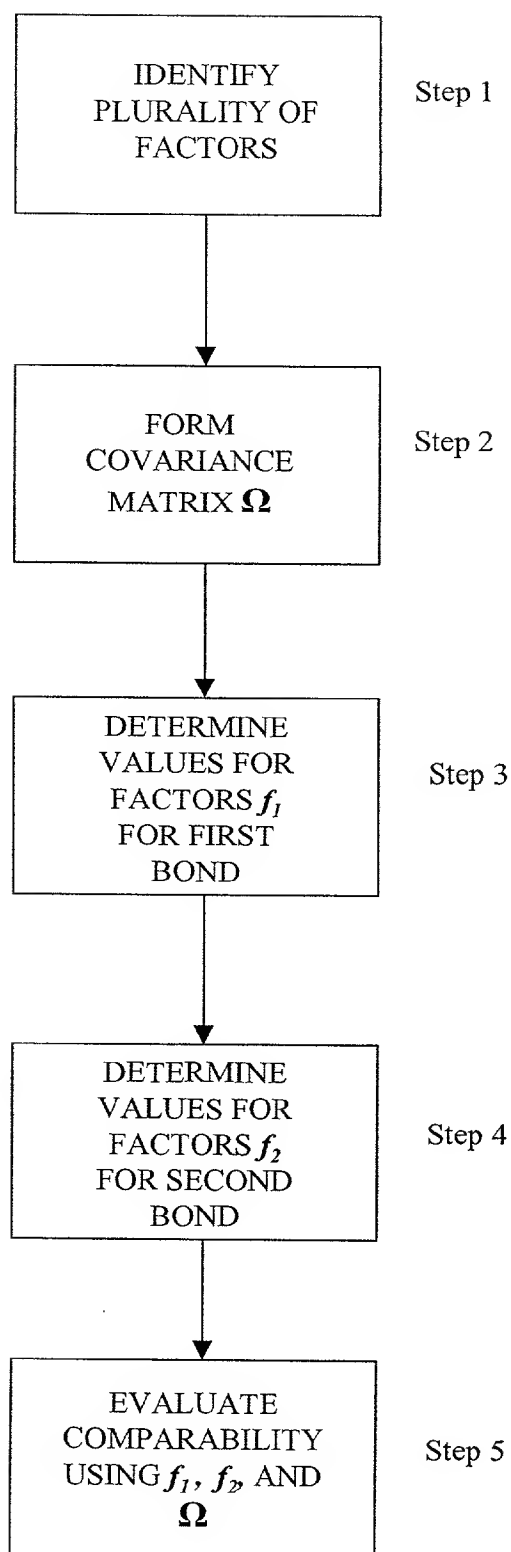 IDENTIFY
PLURALITY OF
FACTORS
Step 1
FORM
COVARIANCE
MATRIX Ω
Step 2
DETERMINE
VALUES FOR
FACTORS f1
FOR FIRST
BOND
Step 3
DETERMINE
VALUES FOR
FACTORS f2
FOR SECOND
BOND
Step 4
EVALUATE
COMPARABILITY
USING f1, f2, AND
Ω
Step 5